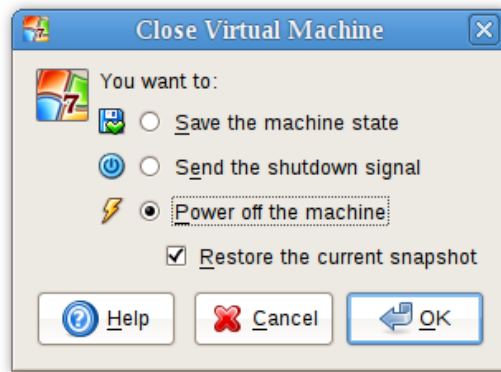 Close Virtual Machine
You want to:
Save the machine state
Send the shutdown signal
Power off the machine
Restore the current snapshot
Help
Cancel
OK
7